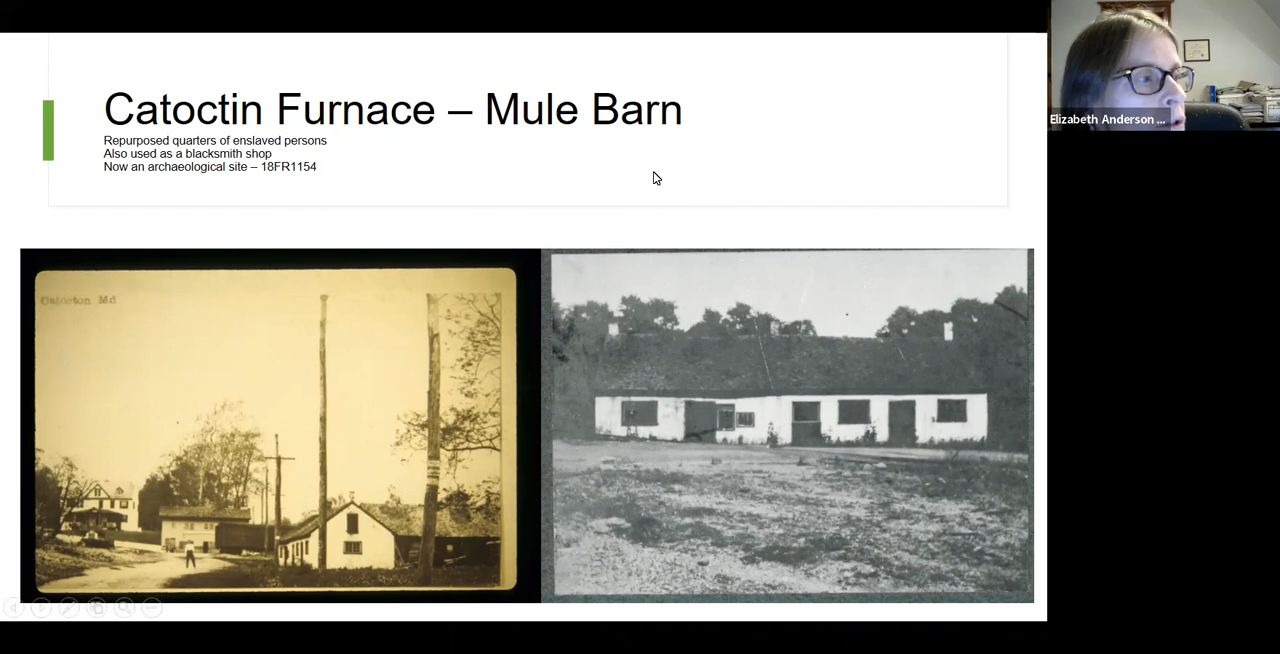 Catoctin Furnace – Mule Barn
Repurposed quarters of enslaved persons
Also used as a blacksmith shop
Now an archaeological site – 18FR1154
Elizabeth Anderson ...
Catocton Md